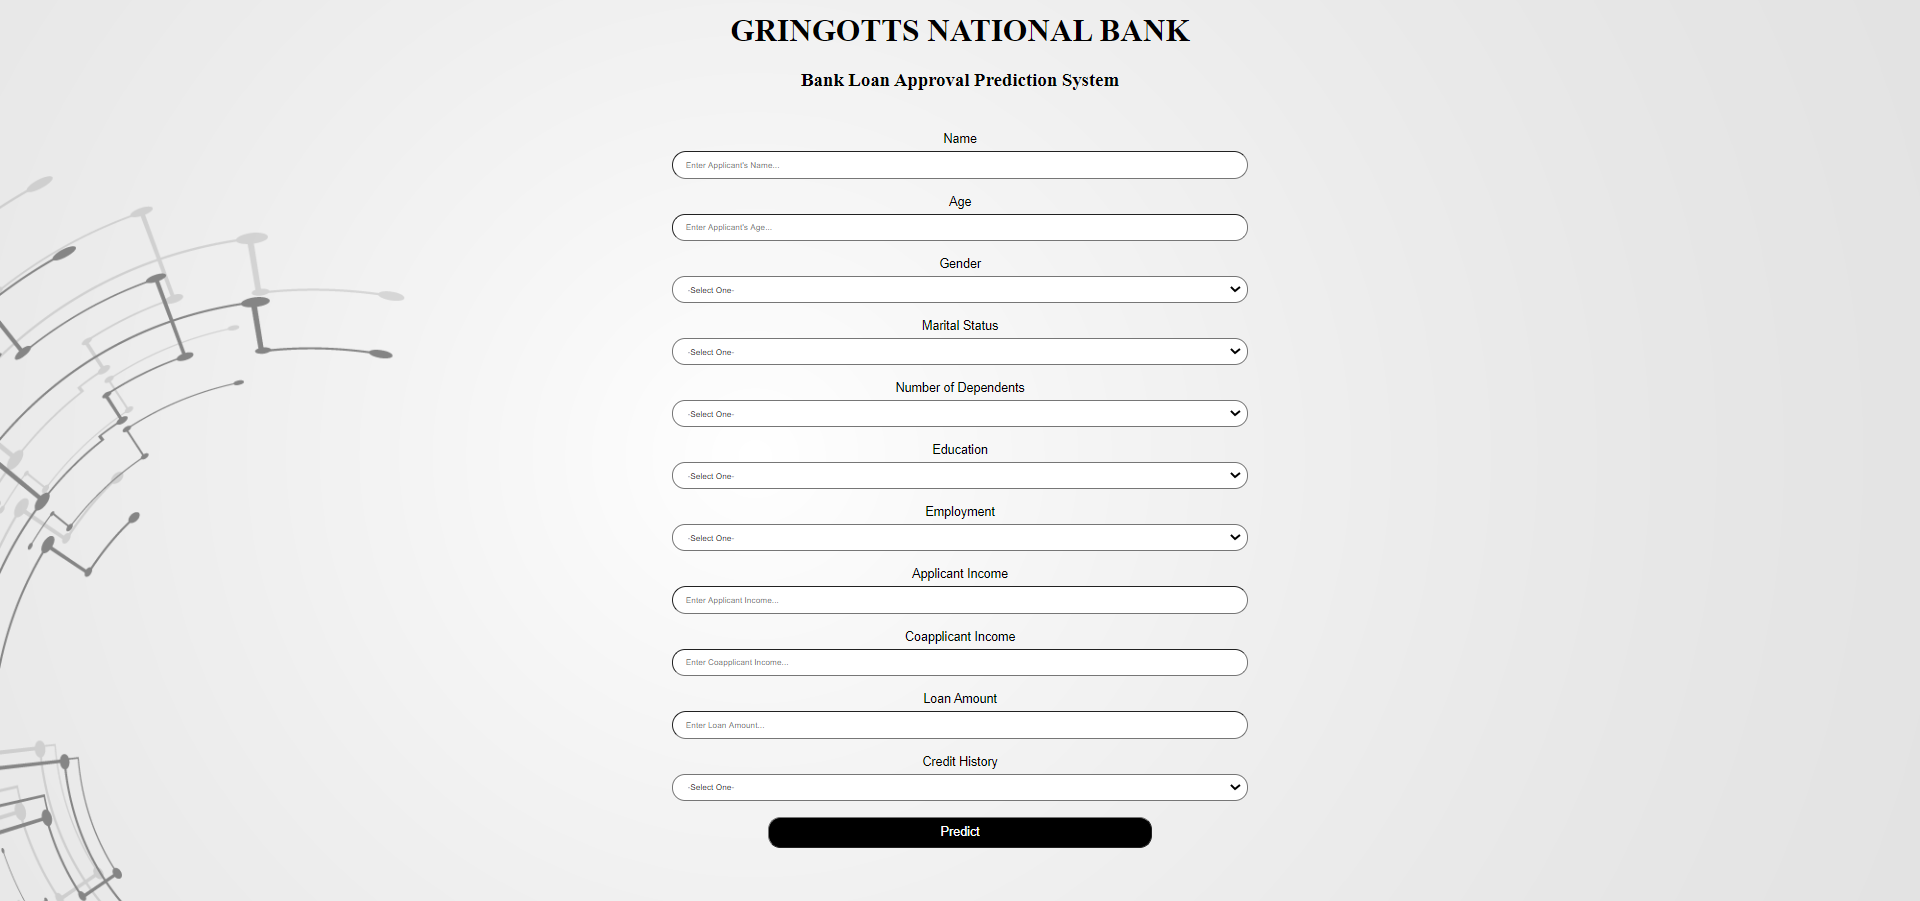 GRINGOTTS NATIONAL BANK
Bank Loan Approval Prediction System
Name
Enter Applicant's Name...
Age
Enter Applicant's Age...
Gender
-Select One-
Marital Status
-Select One-
Number of Dependents
-Select One-
Education
-Select One-
Employment
-Select One-
Applicant Income
Enter Applicant Income...
Coapplicant Income
Enter Coapplicant Income...
Loan Amount
Enter Loan Amount...
Credit History
-Select One-
Predict